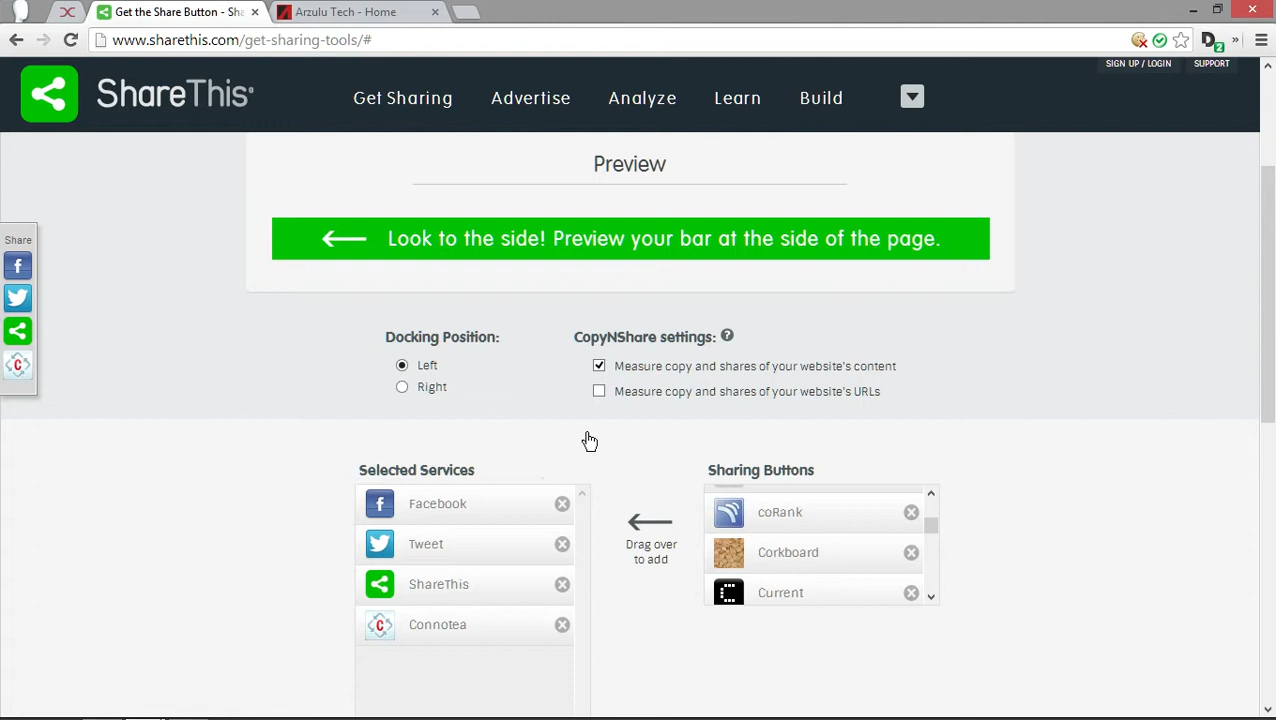 Get the Share Button - Sha
Arzulu Tech - Home
www.sharethis.com/get-sharing-tools/#
2
SIGN UP / LOGIN
SUPPORT
ShareThis
Get Sharing
Advertise
Analyze
Learn
Build
Preview
Look to the side! Preview your bar at the side of the page.
Share
Docking Position:
Left
Right
CopyNShare settings: ?
Measure copy and shares of your website's content
Measure copy and shares of your website's URLs
Selected Services
Facebook
Tweet
ShareThis
Connotea
Drag over
to add
Sharing Buttons
coRank
Corkboard
Current